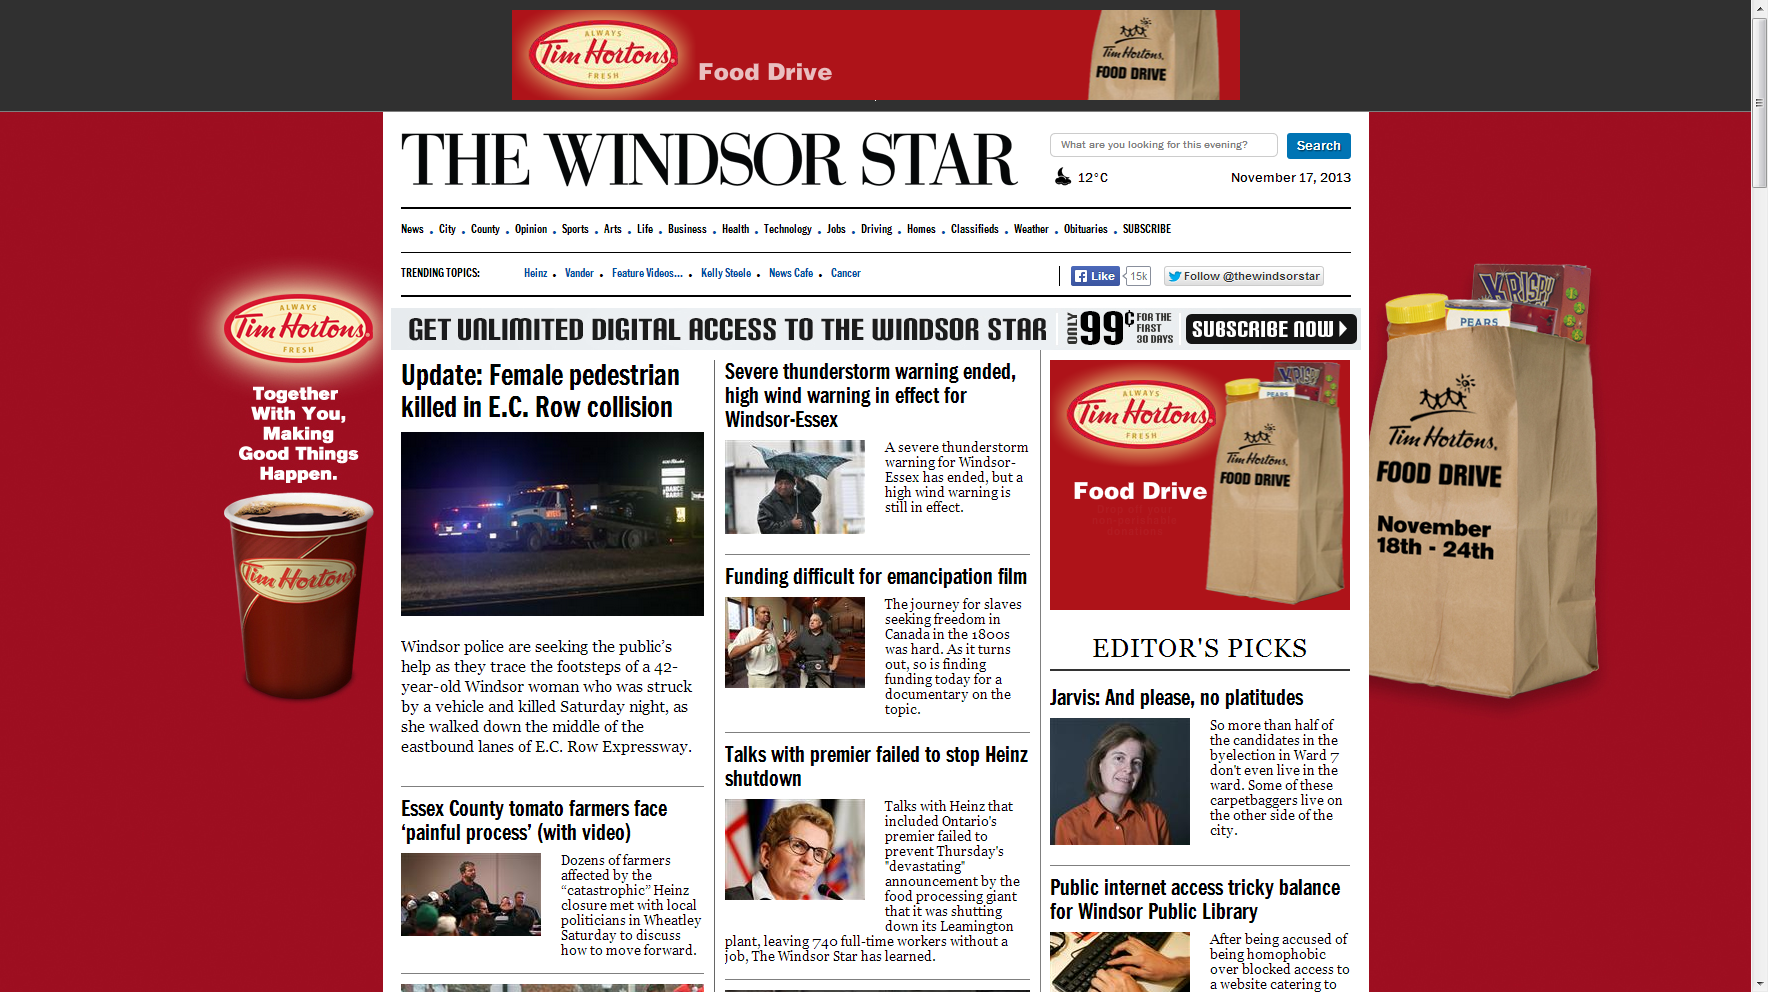 ALWAYS
Tim Hortons.
FRESH
Food Drive
Tim Hortons.
FOOD DRIVE
THE WINDSOR STAR
What are you looking for this evening?
Search
12°C
November 17, 2013
News . City . County . Opinion . Sports . Arts . Life . Business . Health . Technology . Jobs . Driving . Homes . Classifieds . Weather . Obituaries . SUBSCRIBE
TRENDING TOPICS: Heinz • Vander • Feature Videos... • Kelly Steele • News Cafe • Cancer
Like 15k
Follow @thewindsorstar
GET UNLIMITED DIGITAL ACCESS TO THE WINDSOR STAR
ONLY 99¢ FOR THE
FIRST
30 DAYS
SUBSCRIBE NOW
ALWAYS
Tim Hortons.
FRESH
Together
With You,
Making
Good Things
Happen.
Tim Hortons
Update: Female pedestrian
killed in E.C. Row collision
DANCE
Windsor police are seeking the public’s
help as they trace the footsteps of a 42-
year-old Windsor woman who was struck
by a vehicle and killed Saturday night, as
she walked down the middle of the
eastbound lanes of E.C. Row Expressway.
Essex County tomato farmers face
‘painful process’ (with video)
Dozens of farmers
affected by the
“catastrophic” Heinz
closure met with local
politicians in Wheatley
Saturday to discuss
how to move forward.
Severe thunderstorm warning ended,
high wind warning in effect for
Windsor-Essex
A severe thunderstorm
warning for Windsor-
Essex has ended, but a
high wind warning is
still in effect.
Funding difficult for emancipation film
The journey for slaves
seeking freedom in
Canada in the 1800s
was hard. As it turns
out, so is finding
funding today for a
documentary on the
topic.
Talks with premier failed to stop Heinz
shutdown
Talks with Heinz that
included Ontario's
premier failed to
prevent Thursday's
"devastating"
announcement by the
food processing giant
that it was shutting
down its Leamington
plant, leaving 740 full-time workers without a
job, The Windsor Star has learned.
ALWAYS
Tim Hortons.
FRESH
Food Drive
KRISPY
Tim Hortons.
FOOD DRIVE
EDITOR'S PICKS
Jarvis: And please, no platitudes
So more than half of
the candidates in the
byelection in Ward 7
don't even live in the
ward. Some of these
carpetbaggers live on
the other side of the
city.
Public internet access tricky balance
for Windsor Public Library
After being accused of
being homophobic
over blocked access to
a website catering to
KRISPY
PEARS
Tim Hortons.
FOOD DRIVE
November
18th - 24th